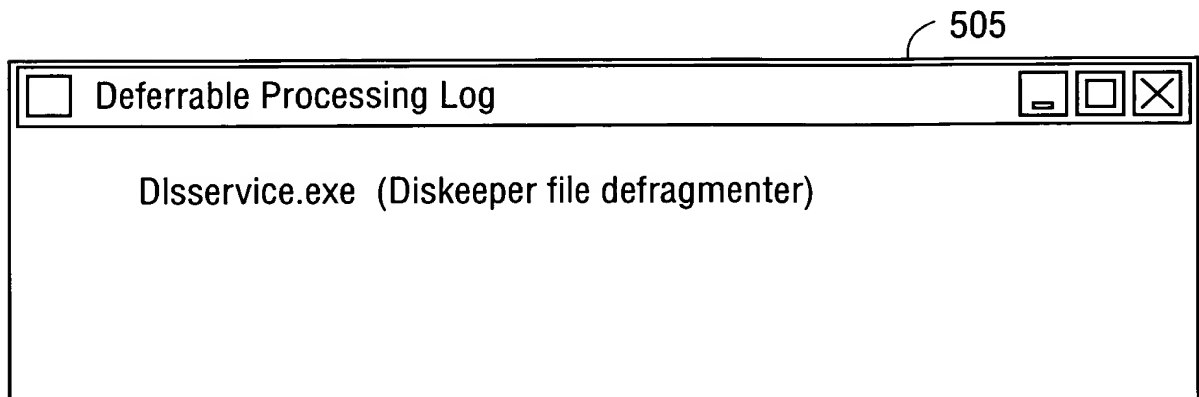 505
Deferrable Processing Log
Dlsservice.exe (Diskeeper file defragmenter)